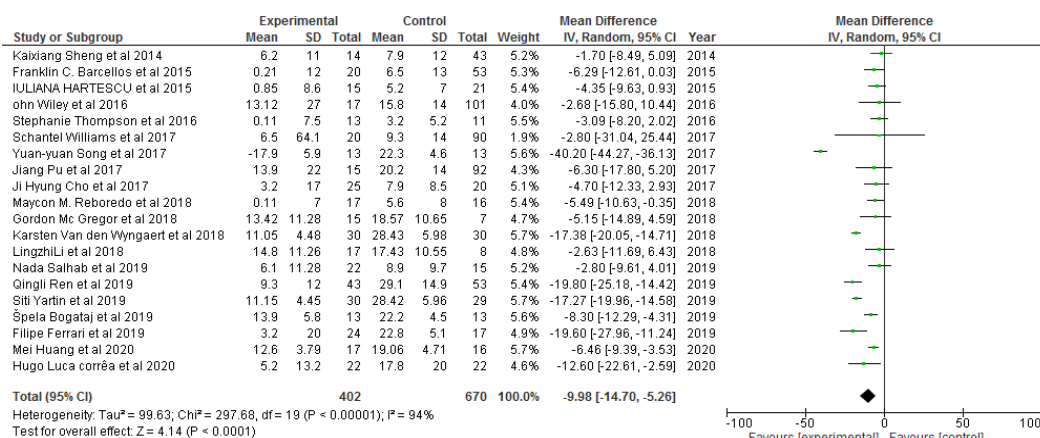 Experimental Control Mean Difference Mean Difference
Study or Subgroup Mean SD Total Mean SD Total Weight IV, Random, 95% CI Year IV, Random, 95% CI
Kaixiang Sheng et al 2014 6.2 11 14 7.9 12 43 5.2% -1.70 [-8.49, 5.09] 2014
Franklin C. Barcellos et al 2015 0.21 12 20 6.5 13 53 5.3% -6.29 [-12.61, 0.03] 2015
IULIANA HARTESCU et al 2015 0.85 8.6 15 5.2 7 21 5.4% -4.35 [-9.63, 0.93] 2015
ohn Wiley et al 2016 13.12 27 17 15.8 14 101 4.0% -2.68 [-15.80, 10.44] 2016
Stephanie Thompson et al 2016 0.11 7.5 13 3.2 5.2 11 5.4% -3.09 [-8.20, 2.02] 2016
Schantel Williams et al 2017 6.5 64.1 20 9.3 14 90 1.9% -2.80 [-31.04, 25.44] 2017
Yuan-yuan Song et al 2017 -17.9 5.9 13 22.3 4.6 13 5.6% -40.20 [-44.27, -36.13] 2017
Jiang Pu et al 2017 13.9 22 15 20.2 14 92 4.3% -6.30 [-17.80, 5.20] 2017
Ji Hyung Cho et al 2017 3.2 17 25 7.9 8.5 20 5.1% -4.70 [-12.33, 2.93] 2017
Maycon M. Reboredo et al 2018 0.11 7 17 5.6 8 16 5.4% -5.49 [-10.63, -0.35] 2018
Gordon Mc Gregor et al 2018 13.42 11.28 15 18.57 10.65 7 4.7% -5.15 [-14.89, 4.59] 2018
Karsten Van den Wyngaert et al 2018 11.05 4.48 30 28.43 5.98 30 5.7% -17.38 [-20.05, -14.71] 2018
LingzhiLi et al 2018 14.8 11.26 17 17.43 10.55 8 4.8% -2.63 [-11.69, 6.43] 2018
Nada Salhab et al 2019 6.1 11.28 22 8.9 9.7 15 5.2% -2.80 [-9.61, 4.01] 2019
Qingli Ren et al 2019 9.3 12 43 29.1 14.9 53 5.4% -19.80 [-25.18, -14.42] 2019
Siti Yartin et al 2019 11.15 4.45 30 28.42 5.96 29 5.7% -17.27 [-19.96, -14.58] 2019
Špela Bogataj et al 2019 13.9 5.8 13 22.2 4.5 13 5.6% -8.30 [-12.29, -4.31] 2019
Filipe Ferrari et al 2019 3.2 20 24 22.8 5.1 17 4.9% -19.60 [-27.96, -11.24] 2019
Mei Huang et al 2020 12.6 3.79 17 19.06 4.71 16 5.7% -6.46 [-9.39, -3.53] 2020
Hugo Luca corrêa et al 2020 5.2 13.2 22 17.8 20 22 4.6% -12.60 [-22.61, -2.59] 2020
Total (95% CI) 402 670 100.0% -9.98 [-14.70, -5.26]
Heterogeneity: Tau² = 99.63; Chi² = 297.68, df = 19 (P < 0.00001); I² = 94%
Test for overall effect: Z = 4.14 (P < 0.0001)
-100 -50 0 50 100
Favours [experimental] Favours [control]